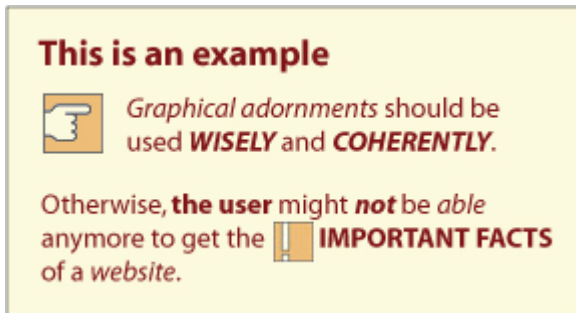 This is an example
Graphical adornments should be
used WISELY and COHERENTLY.
Otherwise, the user might not be able
anymore to get the ! IMPORTANT FACTS
of a website.